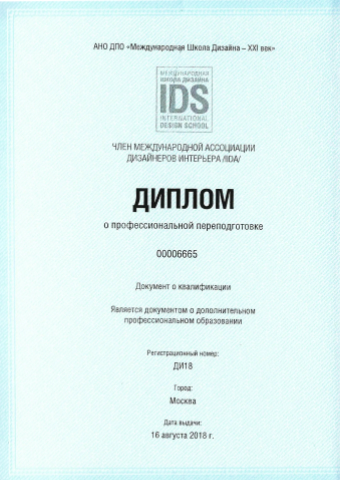 АНО ДПО «Международная Школа Дизайна – XXI век»
МЕЖДУНАРОДНАЯ
ШКОЛА ДИЗАЙНА
IDS
INTERNATIONAL
DESIGN SCHOOL
ЧЛЕН МЕЖДУНАРОДНОЙ АССОЦИАЦИИ
ДИЗАЙНЕРОВ ИНТЕРЬЕРА /IIDA/
ДИПЛОМ
о профессиональной переподготовке
00006665
Документ о квалификации
Является документом о дополнительном
профессиональном образовании
Регистрационный номер:
ДИ18
Город:
Москва
Дата выдачи:
16 августа 2018 г.